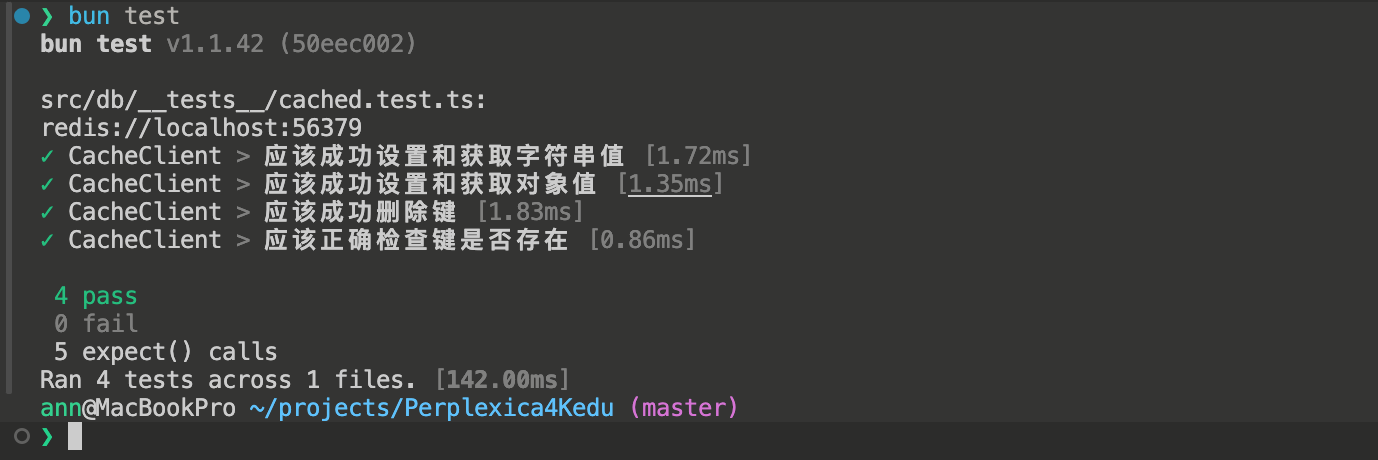 ❯ bun test
bun test v1.1.42 (50eec002)
src/db/__tests__/cached.test.ts:
redis://localhost:56379
✓ CacheClient > 应该成功设置和获取字符串值 [1.72ms]
✓ CacheClient > 应该成功设置和获取对象值 [1.35ms]
✓ CacheClient > 应该成功删除键 [1.83ms]
✓ CacheClient > 应该正确检查键是否存在 [0.86ms]
4 pass
0 fail
5 expect() calls
Ran 4 tests across 1 files. [142.00ms]
ann@MacBookPro ~/projects/Perplexica4Kedu (master)
❯